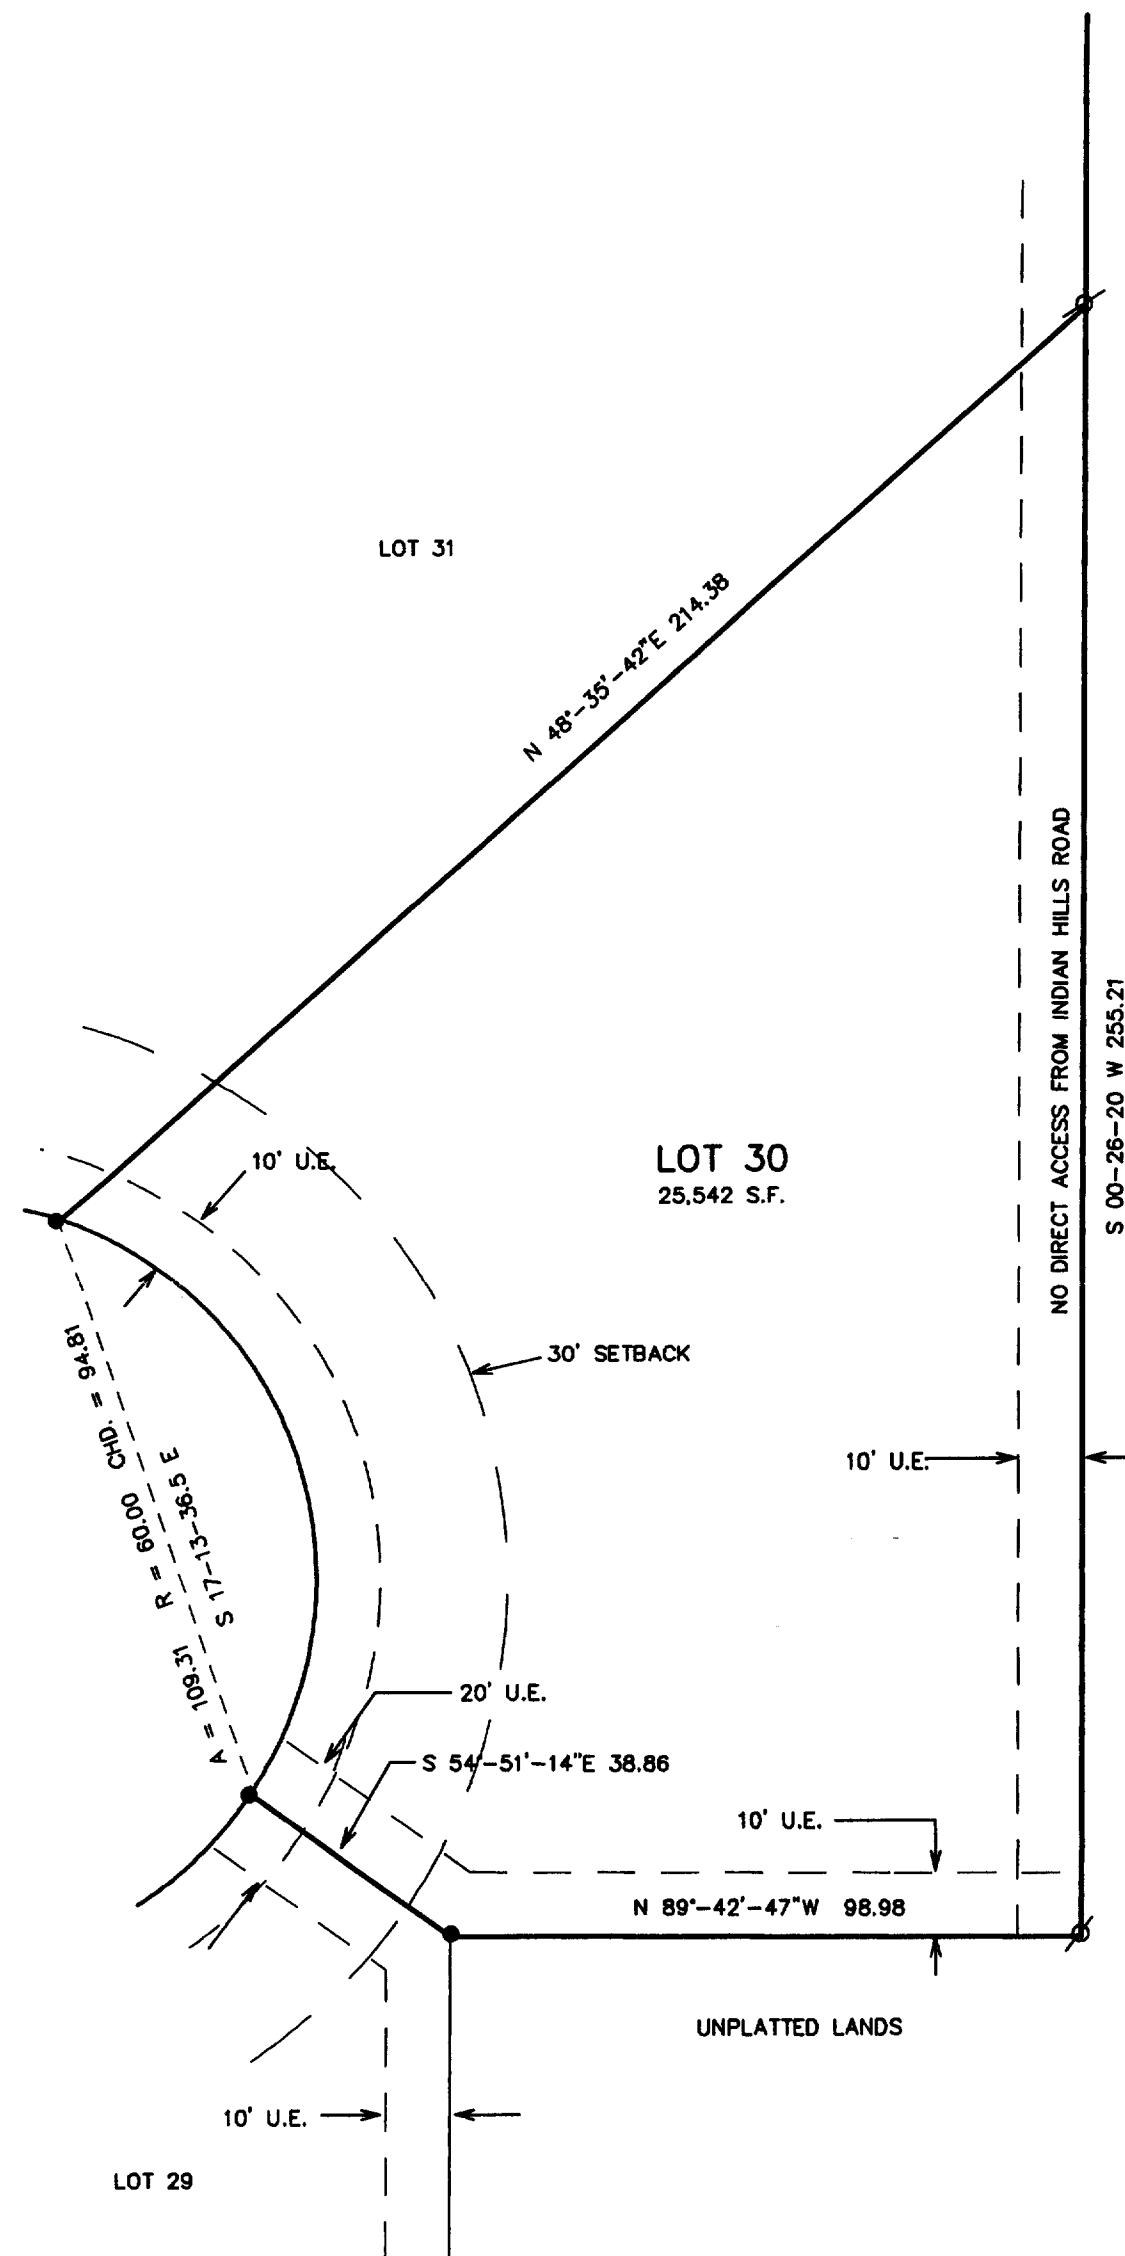 LOT 31
N 48°-35'-42"E 214.38
NO DIRECT ACCESS FROM INDIAN HILLS ROAD
S 00-26-20 W 255.21
LOT 30
25,542 S.F.
10' U.E.
30' SETBACK
A = 109.31 R = 60.00 CHD. = 94.81
S 17-13-36.5 E
10' U.E.
20' U.E.
S 54°-51'-14"E 38.86
10' U.E.
N 89°-42'-47"W 98.98
UNPLATTED LANDS
10' U.E.
LOT 29